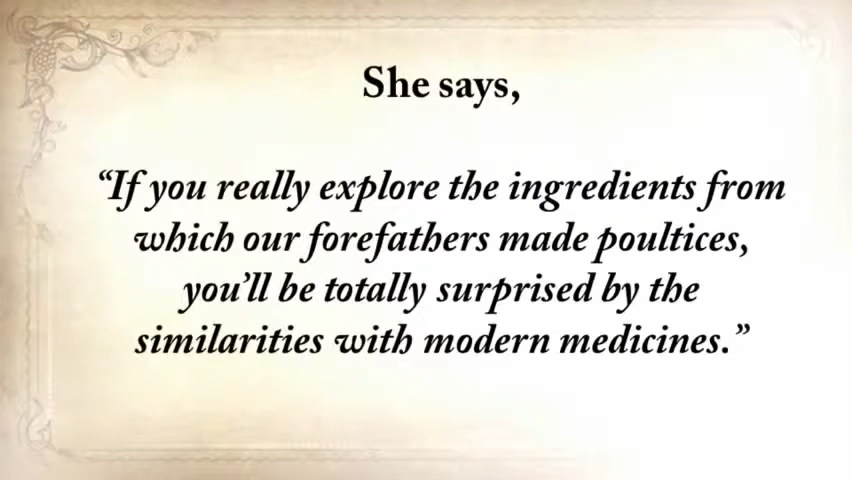 She says,
“If you really explore the ingredients from
which our forefathers made poultices,
you’ll be totally surprised by the
similarities with modern medicines.”